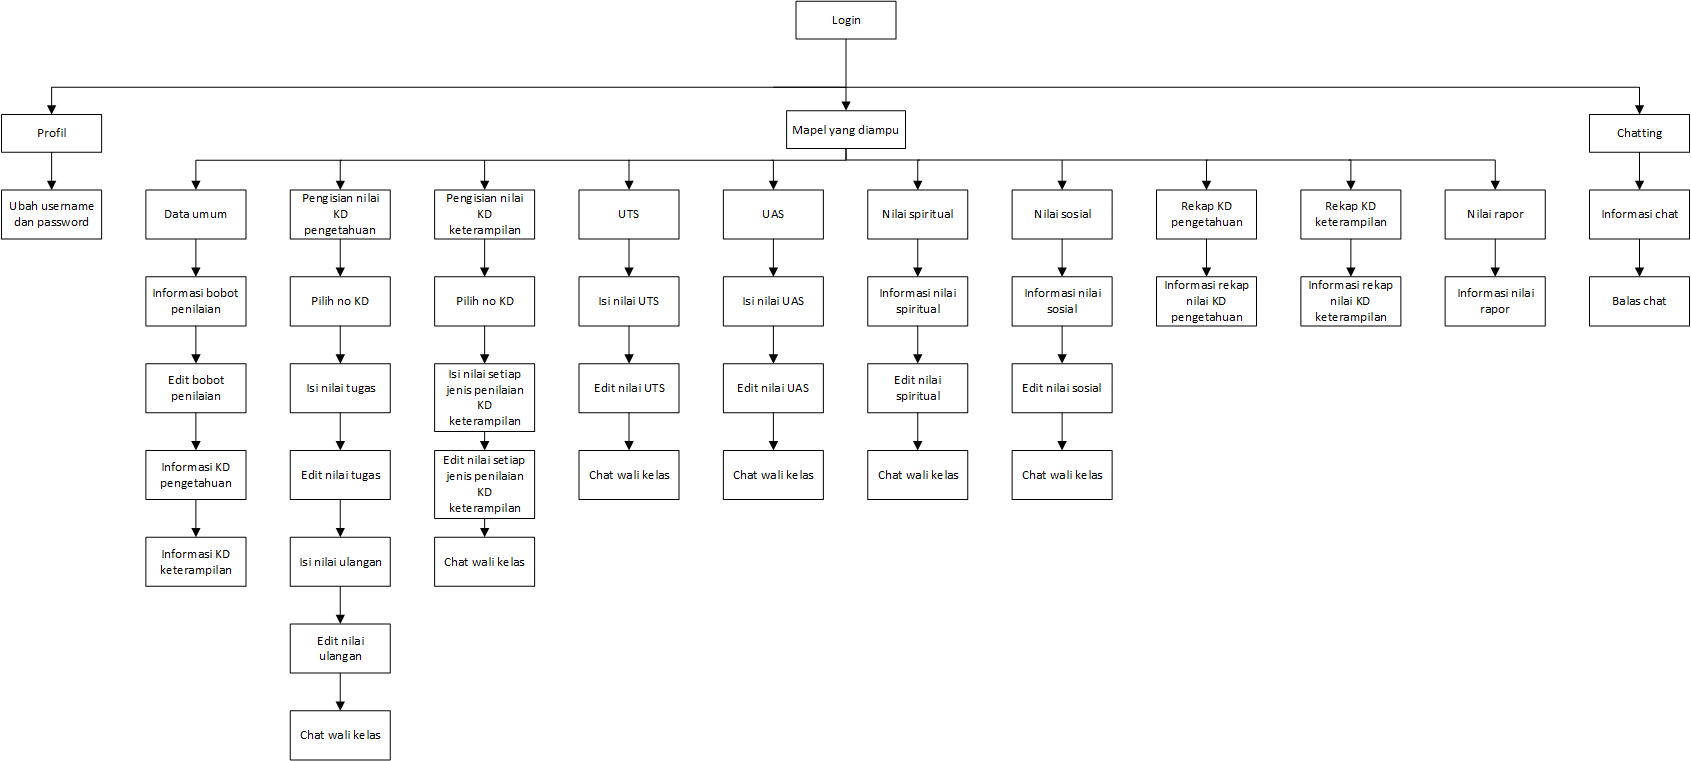 Login
Profil
Mapel yang diampu
Chatting
Ubah username
dan password
Data umum
Pengisian nilai
KD
pengetahuan
Pengisian nilai
KD
keterampilan
UTS
UAS
Nilai spiritual
Nilai sosial
Rekap KD
pengetahuan
Rekap KD
keterampilan
Nilai rapor
Informasi chat
Informasi bobot
penilaian
Pilih no KD
Pilih no KD
Isi nilai UTS
Isi nilai UAS
Informasi nilai
spiritual
Informasi nilai
sosial
Informasi rekap
nilai KD
pengetahuan
Informasi rekap
nilai KD
keterampilan
Informasi nilai
rapor
Balas chat
Edit bobot
penilaian
Isi nilai tugas
Isi nilai setiap
jenis penilaian
KD
keterampilan
Edit nilai UTS
Edit nilai UAS
Edit nilai
spiritual
Edit nilai sosial
Informasi KD
pengetahuan
Edit nilai tugas
Edit nilai setiap
jenis penilaian
KD
keterampilan
Chat wali kelas
Chat wali kelas
Chat wali kelas
Chat wali kelas
Informasi KD
keterampilan
Isi nilai ulangan
Chat wali kelas
Edit nilai
ulangan
Chat wali kelas